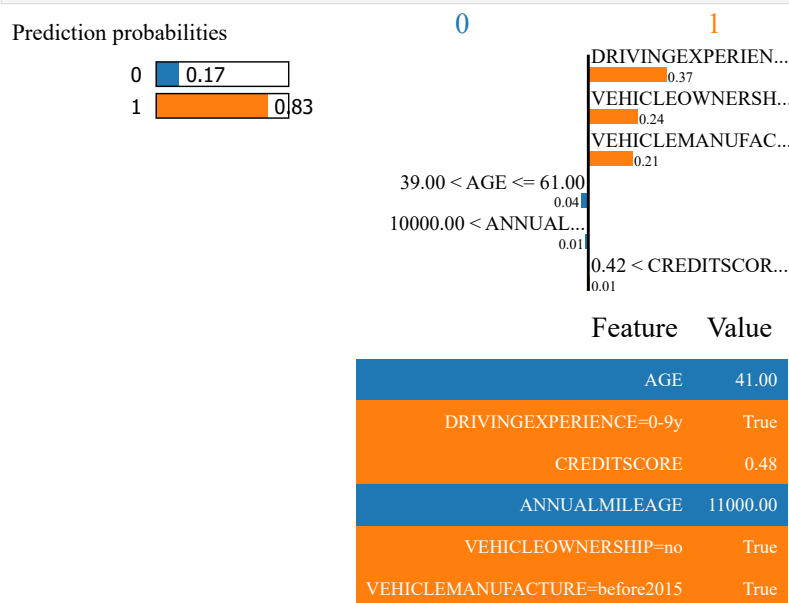 Prediction probabilities
0 0.17
1 0.83
0 1
DRIVINGEXPERIEN...
0.37
VEHICLEOWNERSH...
0.24
VEHICLEMANUFAC...
0.21
39.00 < AGE <= 61.00
0.04
10000.00 < ANNUAL...
0.01
0.42 < CREDITSCOR...
0.01
Feature Value
AGE 41.00
DRIVINGEXPERIENCE=0-9y True
CREDITSCORE 0.48
ANNUALMILEAGE 11000.00
VEHICLEOWNERSHIP=no True
VEHICLEMANUFACTURE=before2015 True